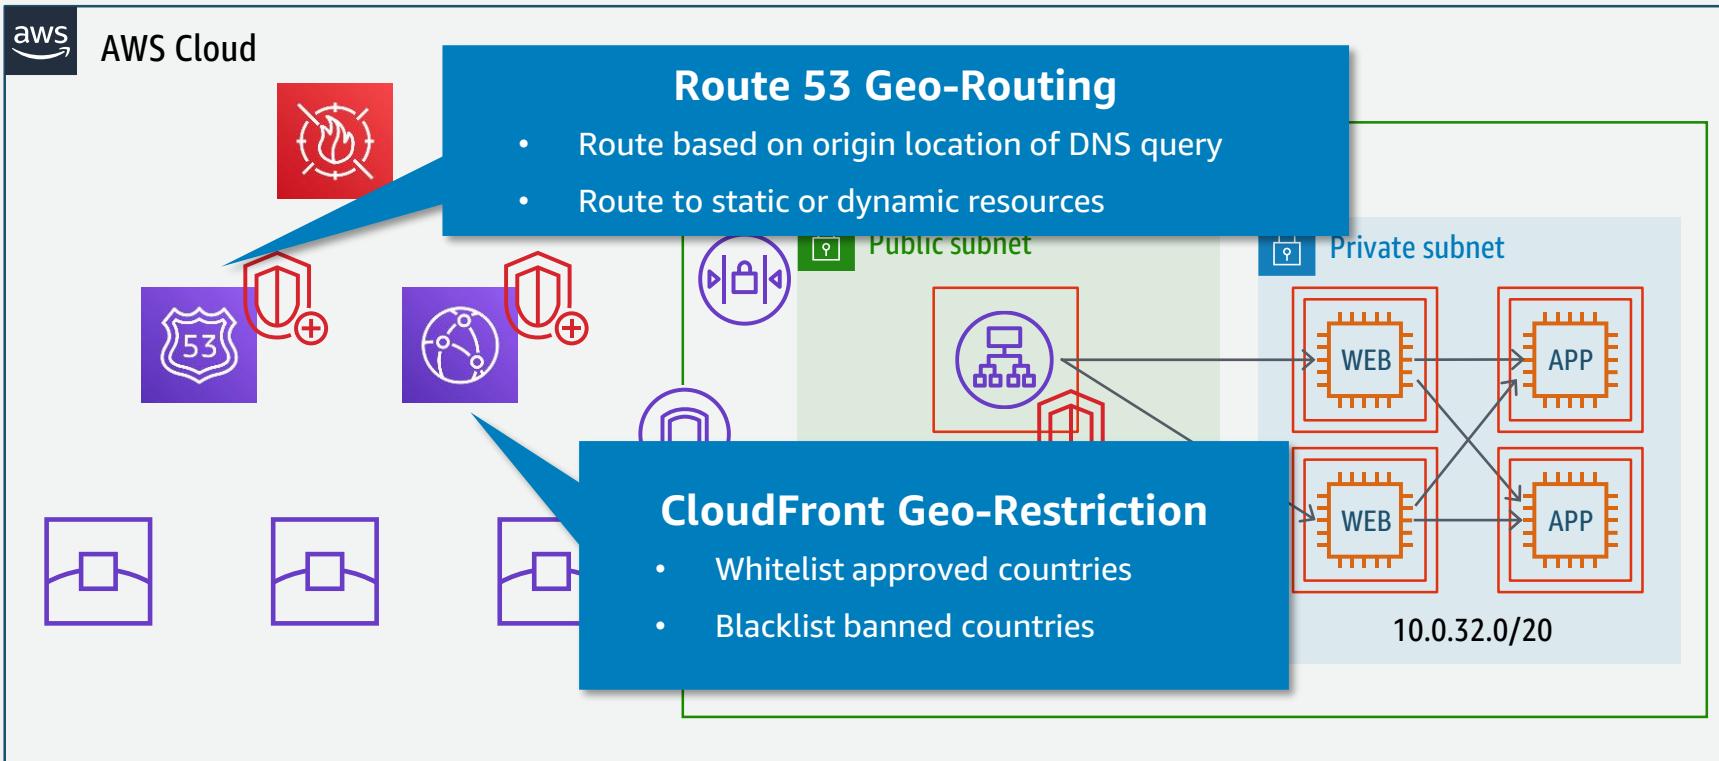 aws
AWS Cloud
Route 53 Geo-Routing
• Route based on origin location of DNS query
• Route to static or dynamic resources
Public subnet
Private subnet
53
WEB
APP
CloudFront Geo-Restriction
• Whitelist approved countries
• Blacklist banned countries
WEB
APP
10.0.32.0/20